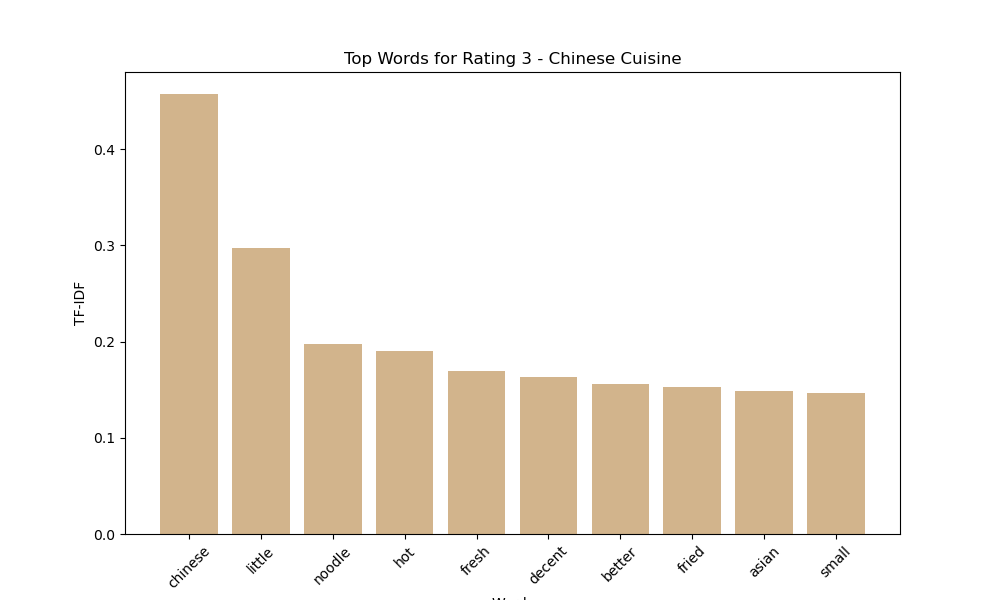 Top Words for Rating 3 - Chinese Cuisine
TF-IDF
0.4
0.3
0.2
0.1
0.0
chinese
little
noodle
hot
fresh
decent
better
fried
asian
small